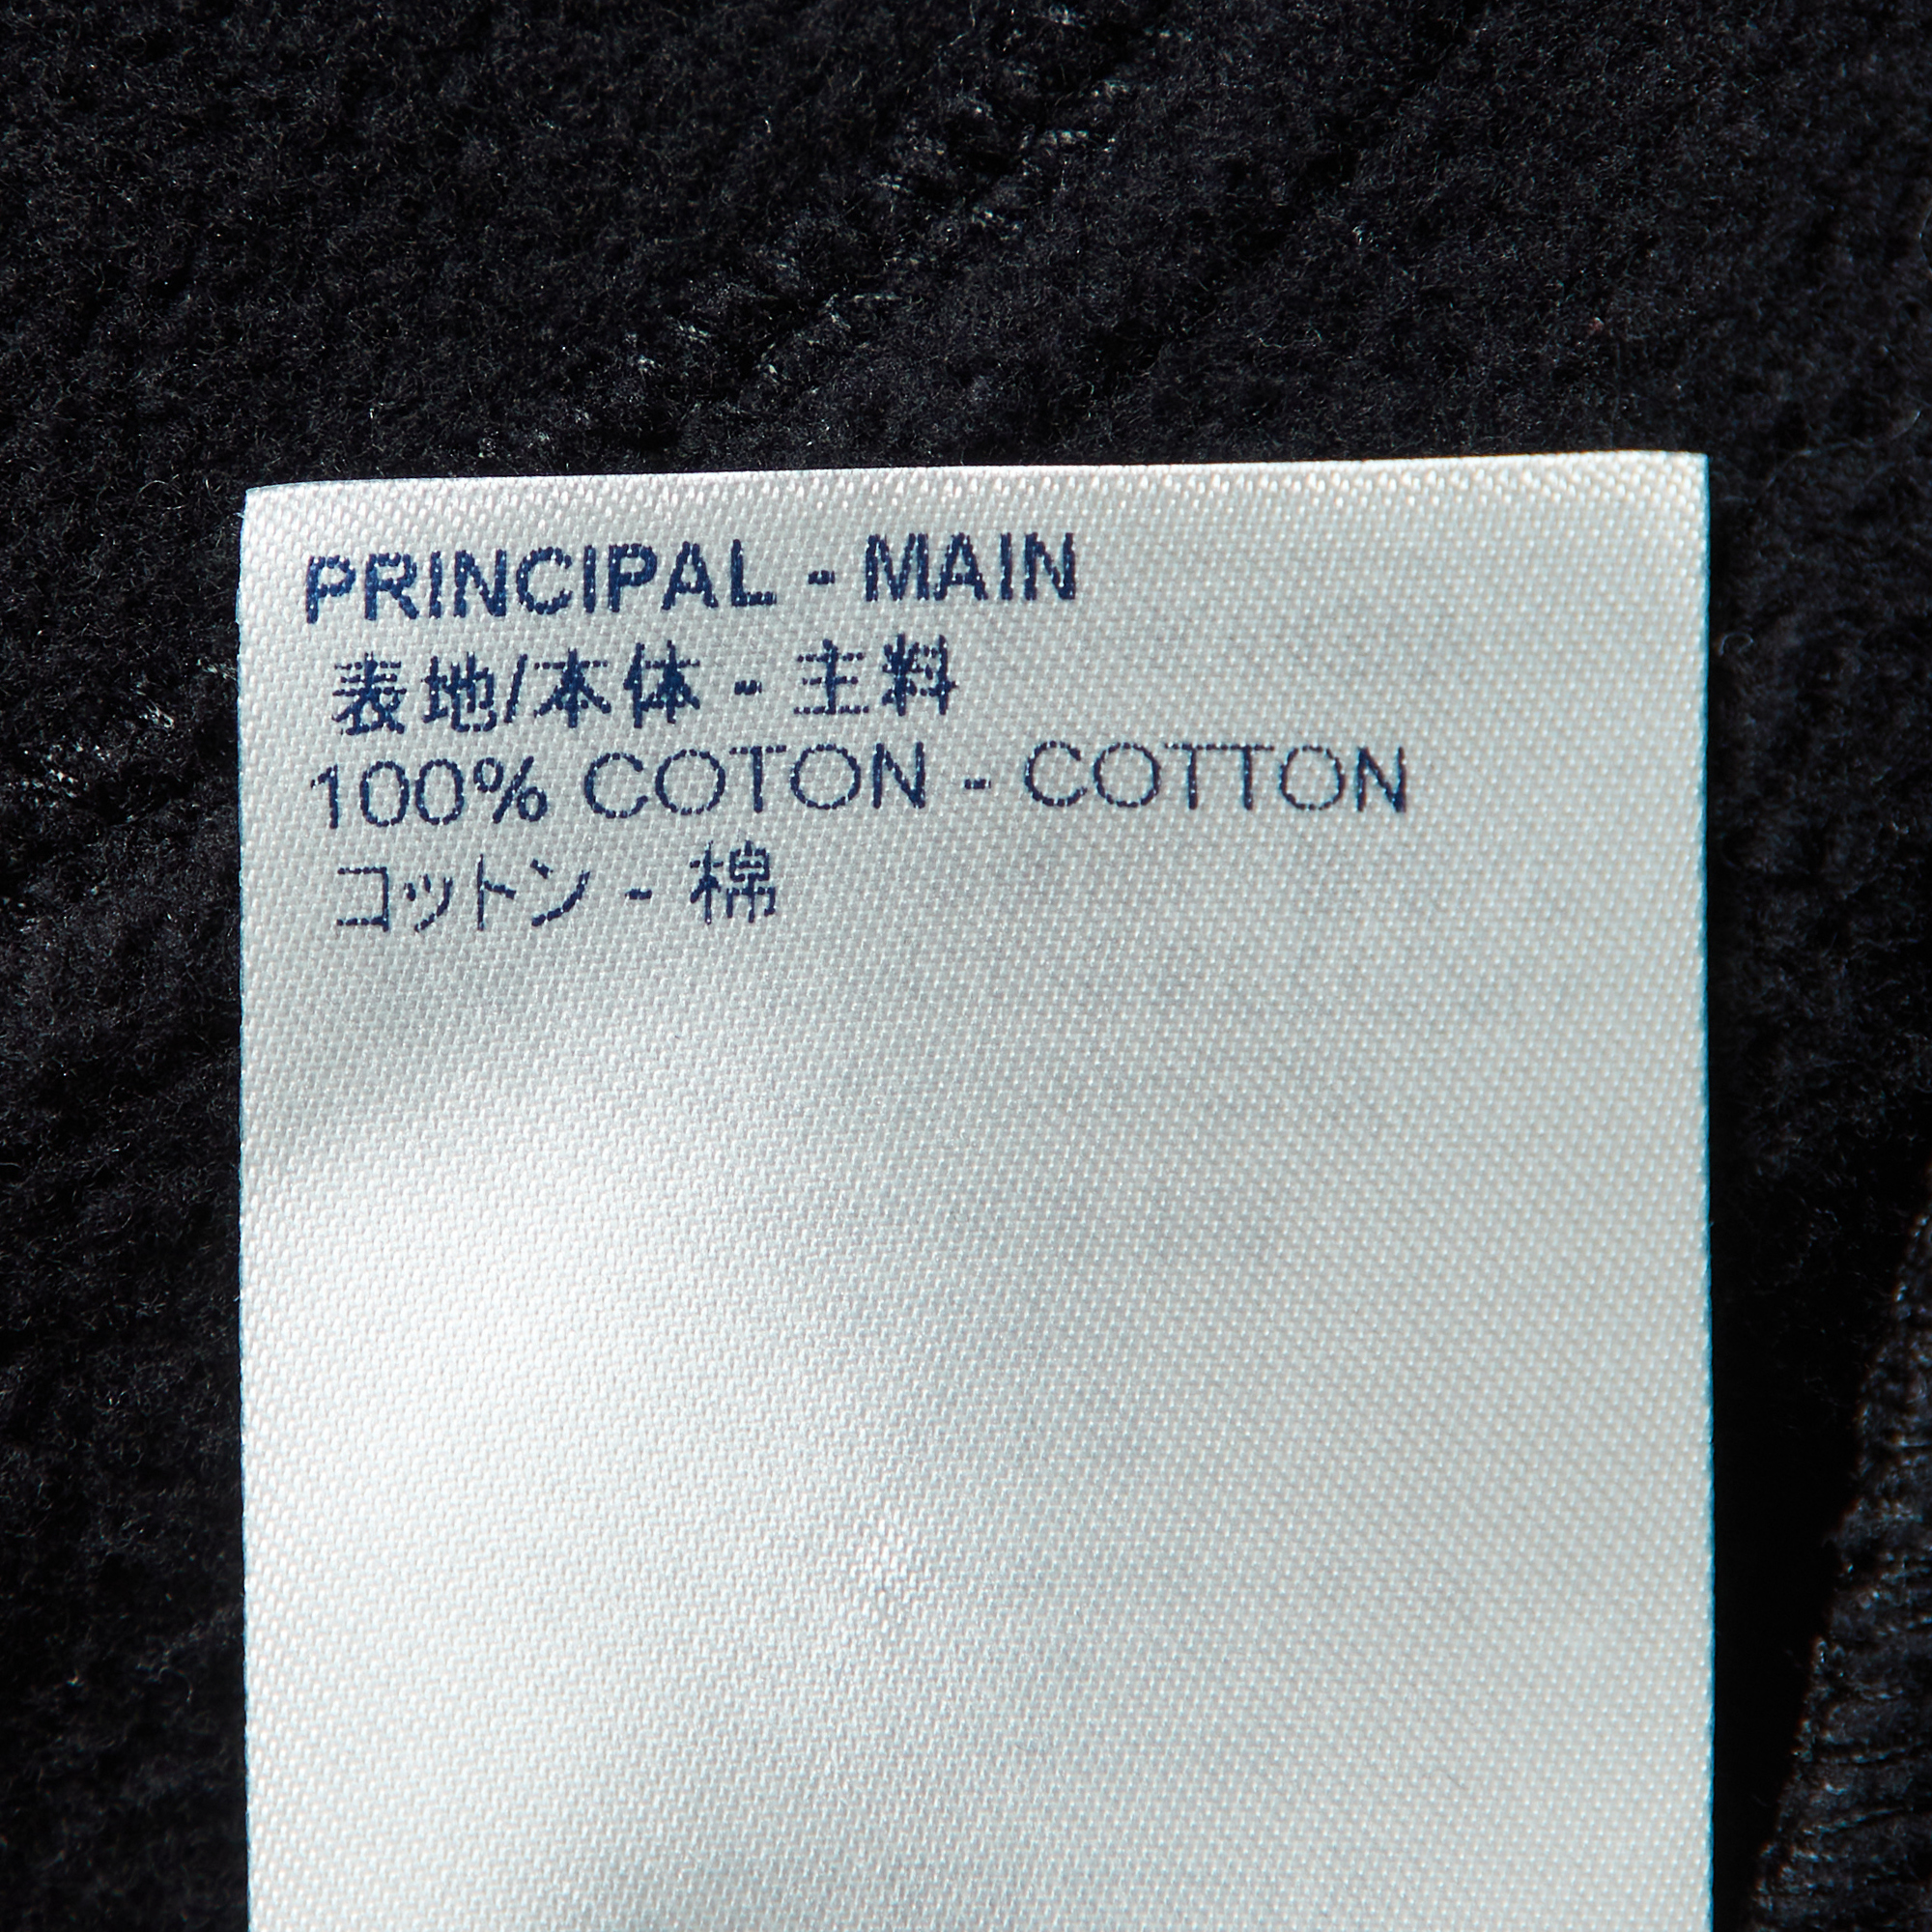 PRINCIPAL - MAIN
表地/本体 - 主料
100% COTON - COTTON
コットン - 棉